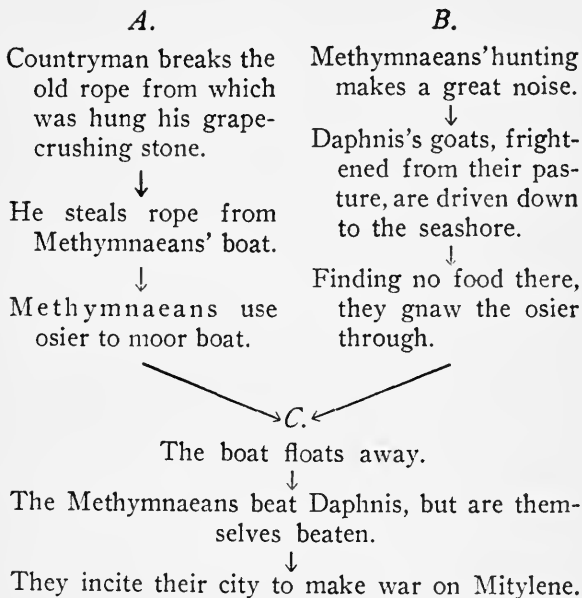 A.
Countryman breaks the
old rope from which
was hung his grape-
crushing stone.
↓
He steals rope from
Methymnaeans' boat.
↓
Methymnaeans use
osier to moor boat.
B.
Methymnaeans' hunting
makes a great noise.
↓
Daphnis's goats, fright-
ened from their pas-
ture, are driven down
to the seashore.
↓
Finding no food there,
they gnaw the osier
through.
C.
The boat floats away.
↓
The Methymnaeans beat Daphnis, but are them-
selves beaten.
↓
They incite their city to make war on Mitylene.